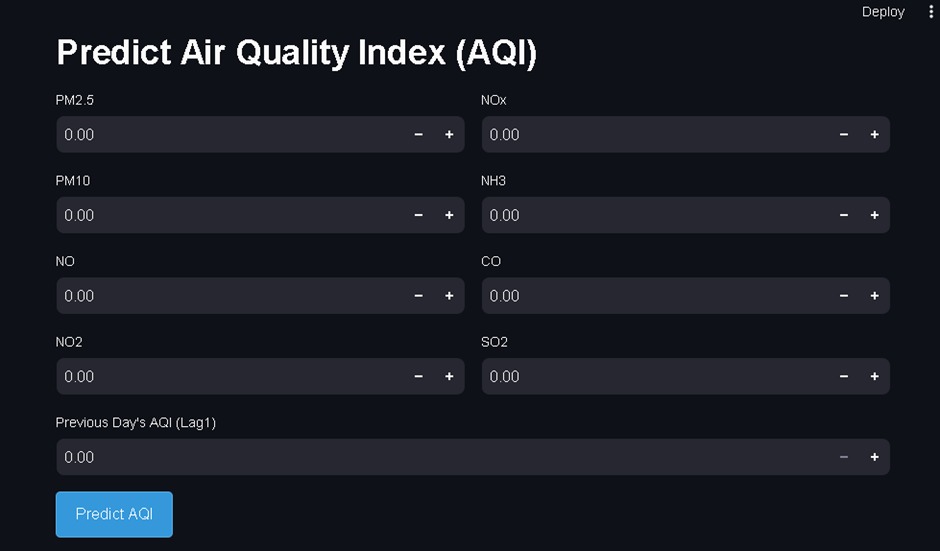 Deploy
Predict Air Quality Index (AQI)
PM2.5
NOx
0.00 − +
0.00 − +
PM10
NH3
0.00 − +
0.00 − +
NO
CO
0.00 − +
0.00 − +
NO2
SO2
0.00 − +
0.00 − +
Previous Day's AQI (Lag1)
0.00 − +
Predict AQI